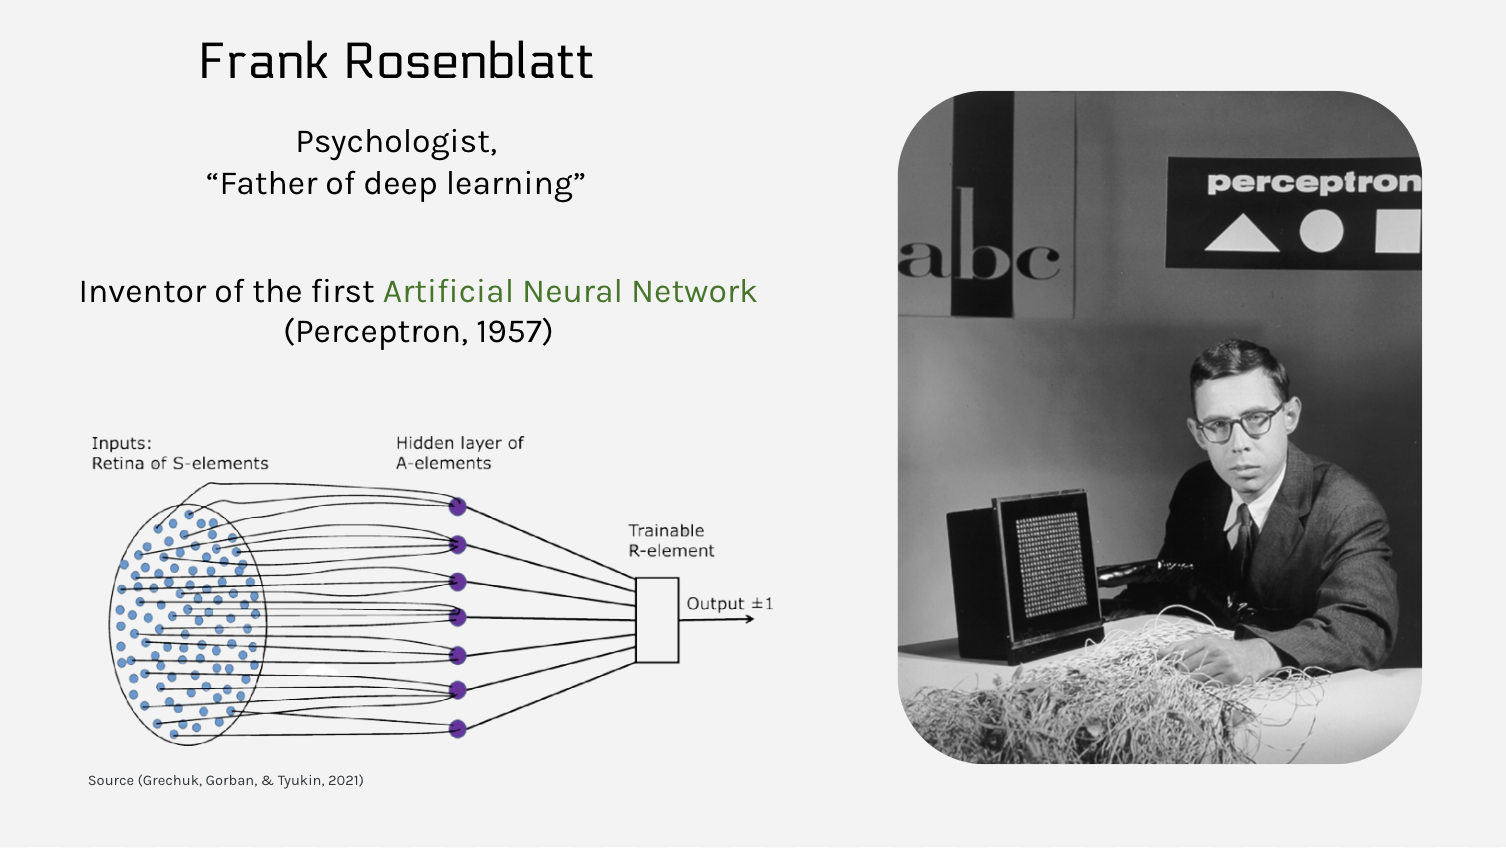 Frank Rosenblatt
Psychologist,
“Father of deep learning”
Inventor of the first Artificial Neural Network
(Perceptron, 1957)
Inputs:
Retina of S-elements
Hidden layer of
A-elements
Trainable
R-element
Output ±1
Source (Grechuk, Gorban, & Tyukin, 2021)
abc
perceptron